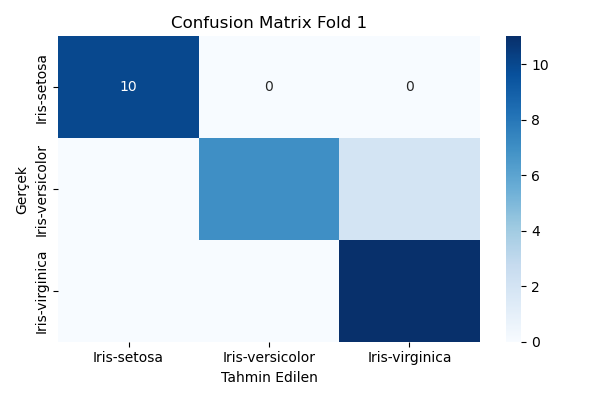 Confusion Matrix Fold 1
Iris-setosa
10 0 0
10
Gerçek
Iris-versicolor
8
6
4
Iris-virginica
2
0
Iris-setosa Iris-versicolor Iris-virginica
Tahmin Edilen